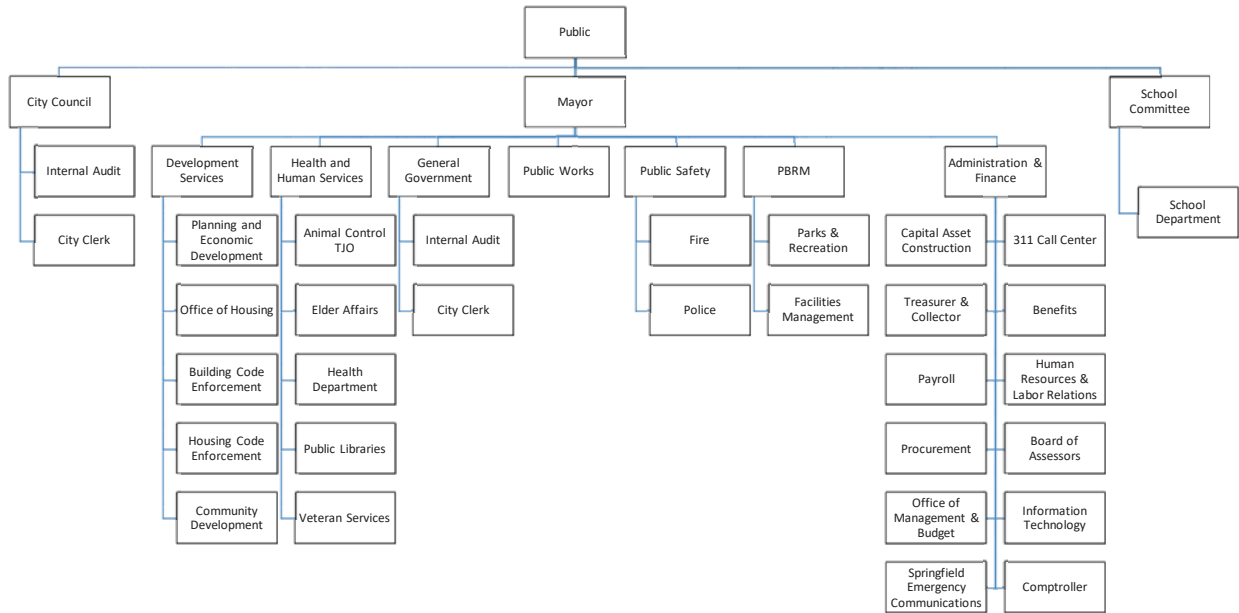 Public
City Council
Mayor
School
Committee
Internal Audit
City Clerk
Development
Services
Planning and
Economic
Development
Office of Housing
Building Code
Enforcement
Housing Code
Enforcement
Community
Development
Health and
Human Services
Animal Control
TJO
Elder Affairs
Health
Department
Public Libraries
Veteran Services
General
Government
Internal Audit
City Clerk
Public Works
Public Safety
Fire
Police
PBRM
Parks &
Recreation
Facilities
Management
Administration &
Finance
Capital Asset
Construction
311 Call Center
Treasurer &
Collector
Benefits
Payroll
Human
Resources &
Labor Relations
Procurement
Board of
Assessors
Office of
Management &
Budget
Information
Technology
Springfield
Emergency
Communications
Comptroller
School
Department